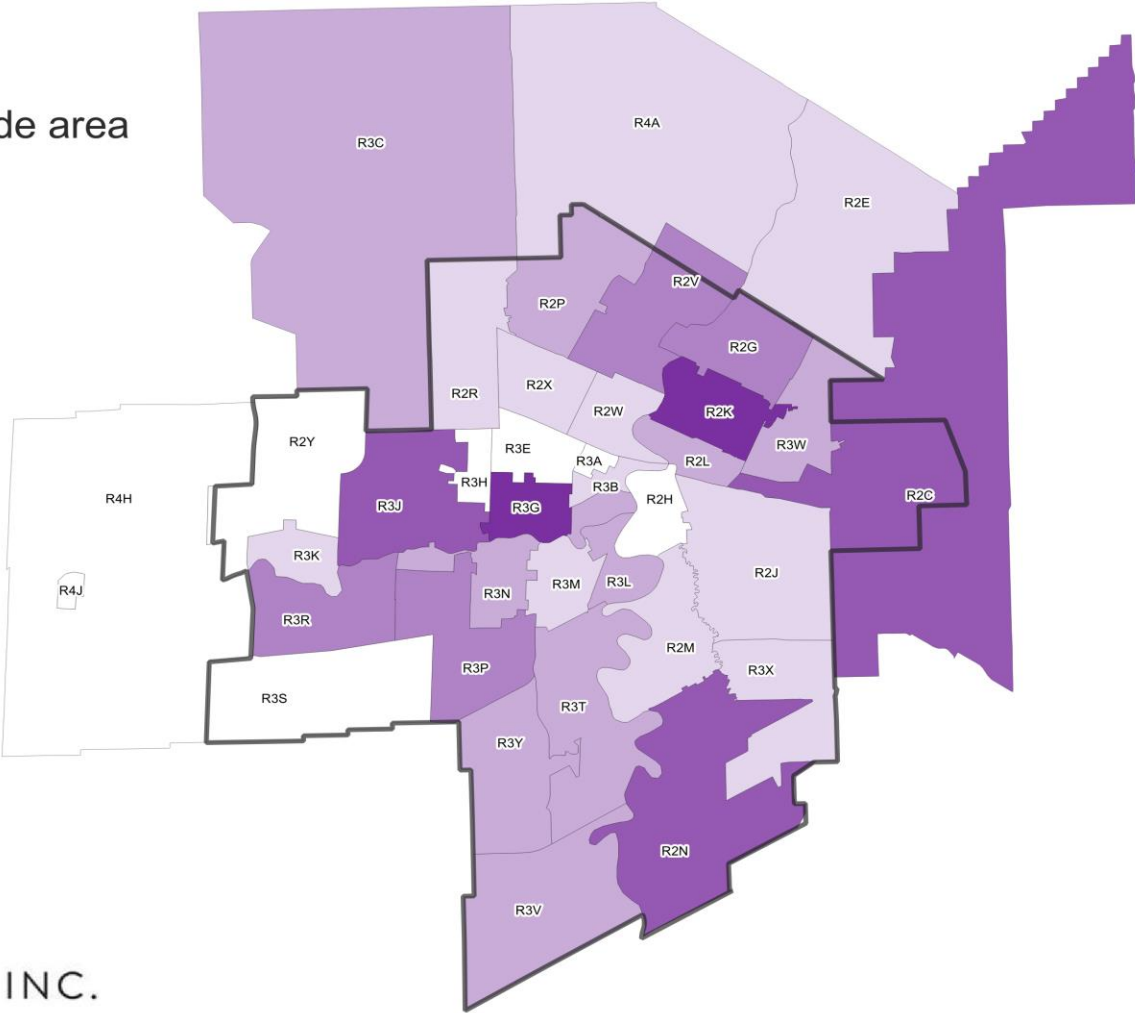 de area
R3C
R4A
R2E
R2V
R2P
R2G
R2X
R2R
R2W
R2K
R2Y
R3W
R3E
R3A
R2L
R3H
R3B
R4H
R2H
R2C
R3J
R3G
R3K
R2J
R3M
R3L
R4J
R3N
R3R
R2M
R3P
R3X
R3S
R3T
R3Y
R2N
R3V
INC.